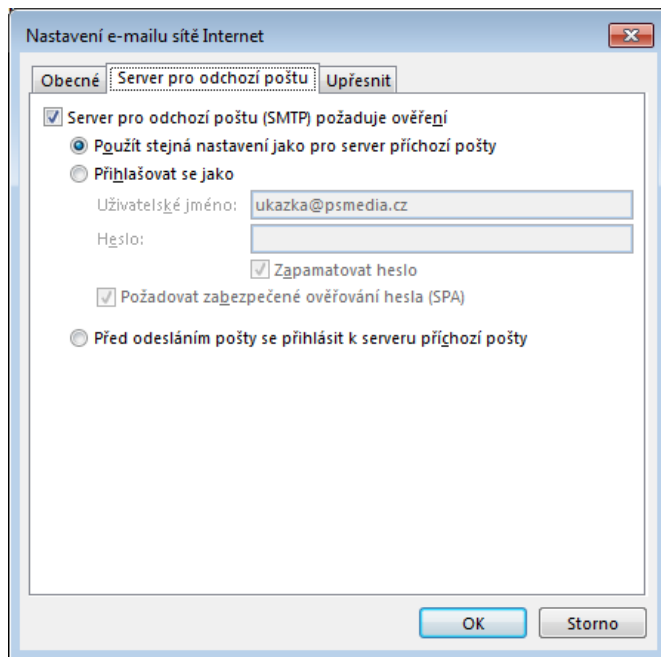 Nastavení e-mailu sítě Internet
Obecné Server pro odchozí poštu Upřesnit
Server pro odchozí poštu (SMTP) požaduje ověření
Použít stejná nastavení jako pro server příchozí pošty
Přihlašovat se jako
Uživatelské jméno: ukazka@psmedia.cz
Heslo:
Zapamatovat heslo
Požadovat zabezpečené ověřování hesla (SPA)
Před odesláním pošty se přihlásit k serveru příchozí pošty
OK Storno